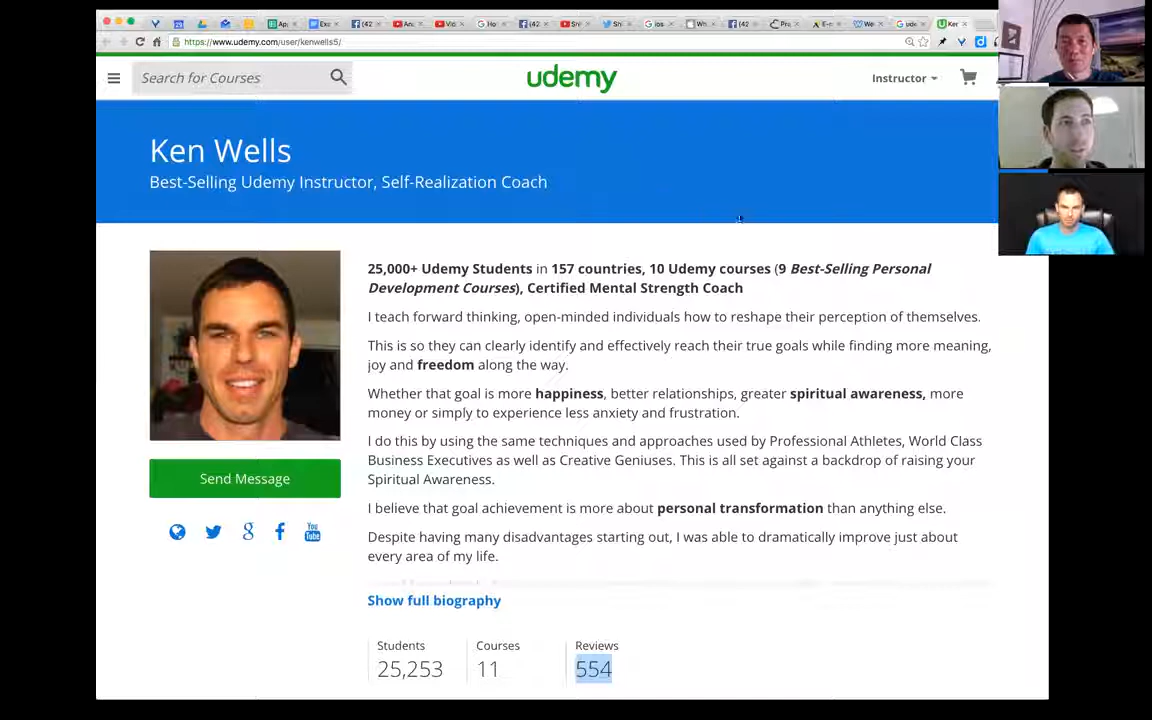 https://www.udemy.com/user/kenwells5/
Search for Courses
udemy
Instructor
Ken Wells
Best-Selling Udemy Instructor, Self-Realization Coach
25,000+ Udemy Students in 157 countries, 10 Udemy courses (9 Best-Selling Personal
Development Courses), Certified Mental Strength Coach
I teach forward thinking, open-minded individuals how to reshape their perception of themselves.
This is so they can clearly identify and effectively reach their true goals while finding more meaning,
joy and freedom along the way.
Whether that goal is more happiness, better relationships, greater spiritual awareness, more
money or simply to experience less anxiety and frustration.
I do this by using the same techniques and approaches used by Professional Athletes, World Class
Business Executives as well as Creative Geniuses. This is all set against a backdrop of raising your
Spiritual Awareness.
I believe that goal achievement is more about personal transformation than anything else.
Despite having many disadvantages starting out, I was able to dramatically improve just about
every area of my life.
Send Message
You
Tube
Show full biography
Students Courses Reviews
25,253 11 554